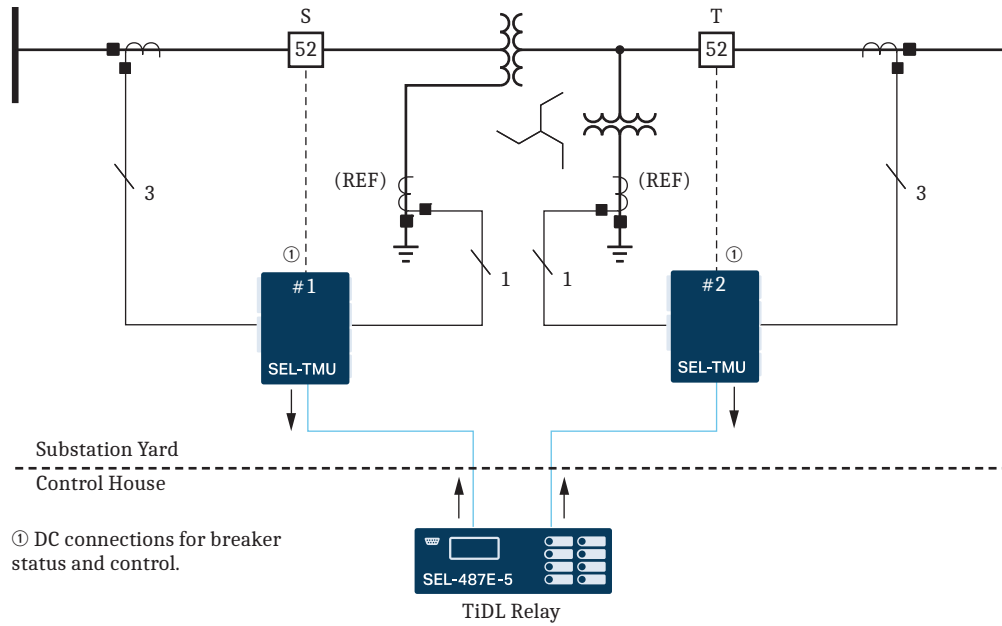 S
T
52
52
(REF)
(REF)
3
3
①
①
#1
1
1
#2
SEL-TMU
SEL-TMU
Substation Yard
Control House
① DC connections for breaker
status and control.
SEL-487E-5
TiDL Relay